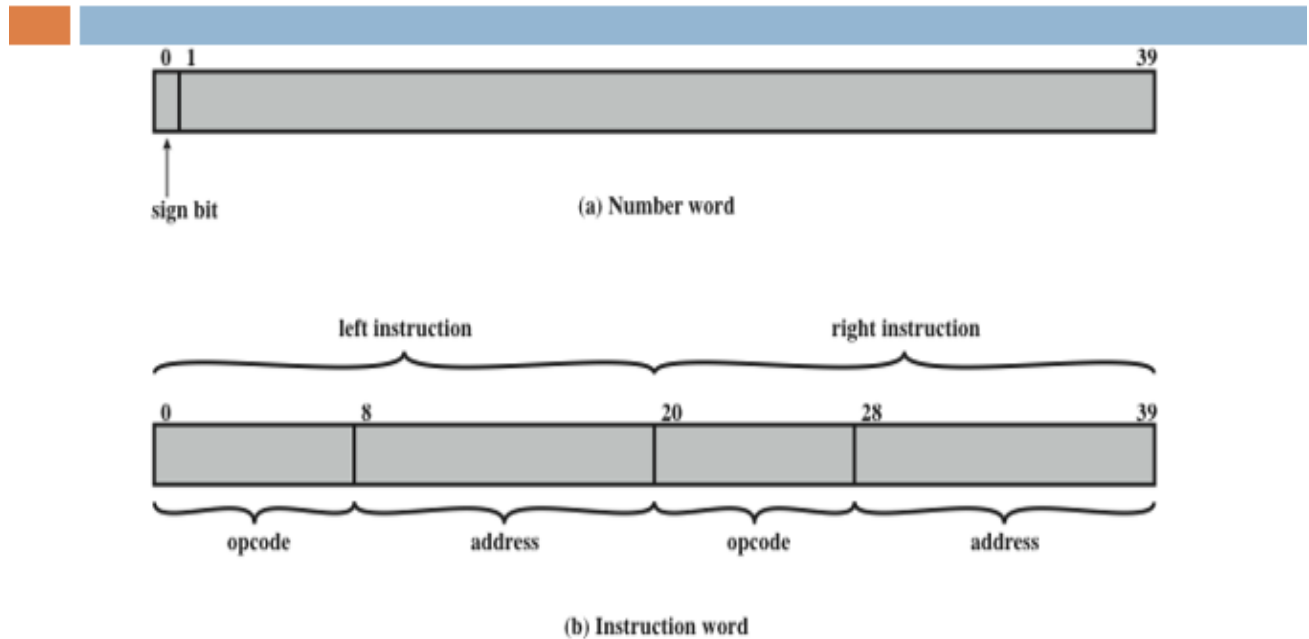 0 1 39
sign bit
(a) Number word
left instruction right instruction
0 8 20 28 39
opcode address opcode address
(b) Instruction word